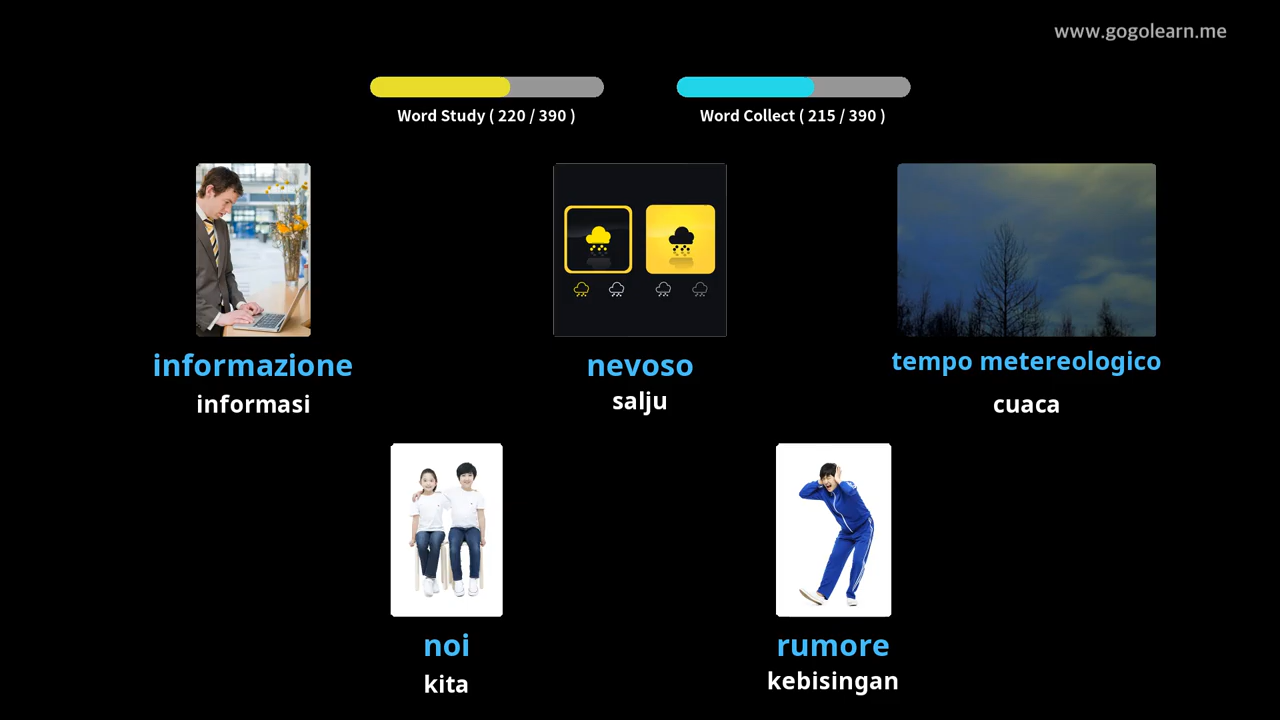 www.gogolearn.me
Word Study ( 220 / 390 )
Word Collect ( 215 / 390 )
informazione
informasi
nevoso
salju
tempo metereologico
cuaca
noi
kita
rumore
kebisingan